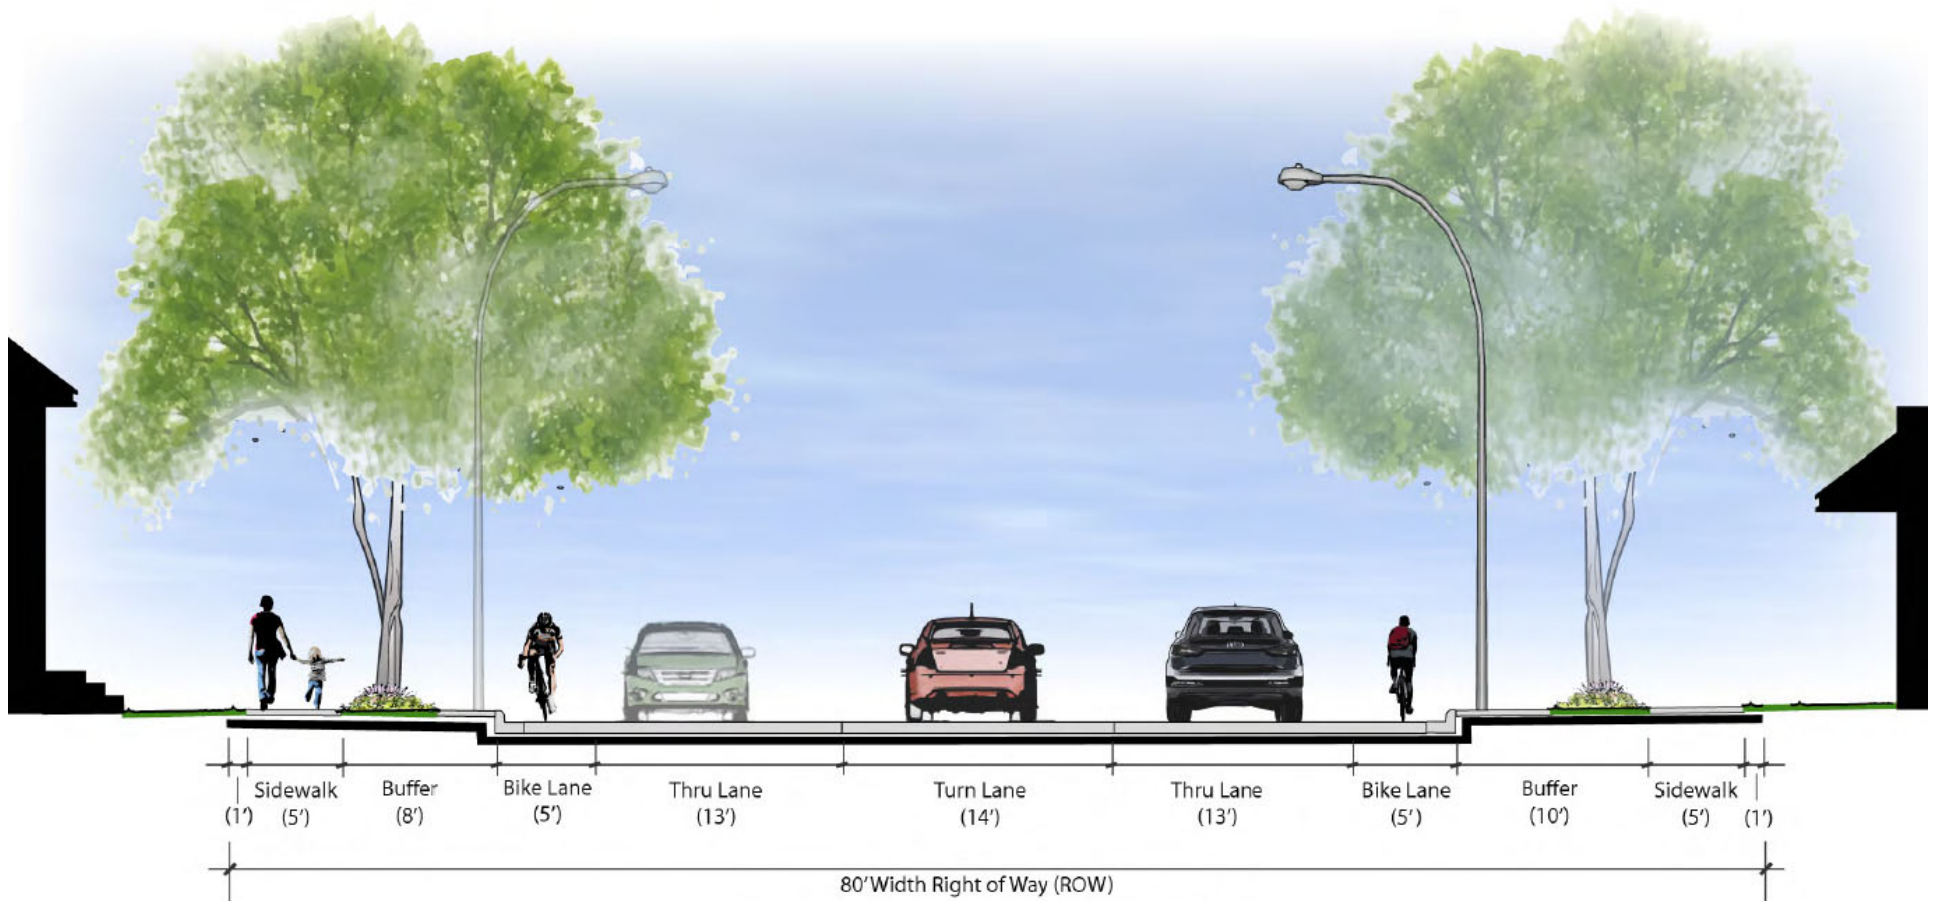 Sidewalk
Buffer
Bike Lane
Thru Lane
Turn Lane
Thru Lane
Bike Lane
Buffer
Sidewalk
(1')
(5')
(8')
(5')
(13')
(14')
(13')
(5')
(10')
(5')
(1')
80' Width Right of Way (ROW)